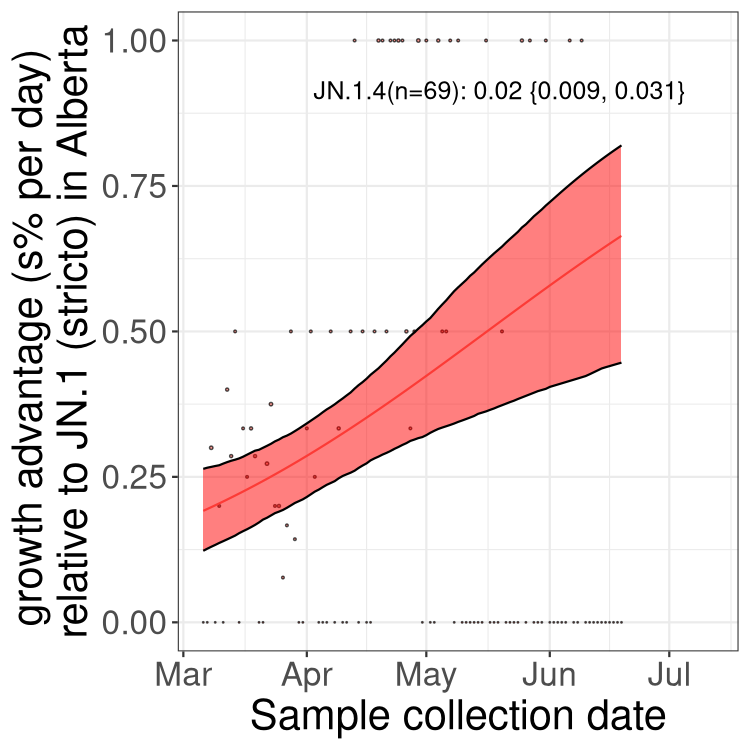 growth advantage (s% per day)
relative to JN.1 (stricto) in Alberta
1.00
JN.1.4(n=69): 0.02 {0.009, 0.031}
0.75
0.50
0.25
0.00
Mar Apr May Jun Jul
Sample collection date